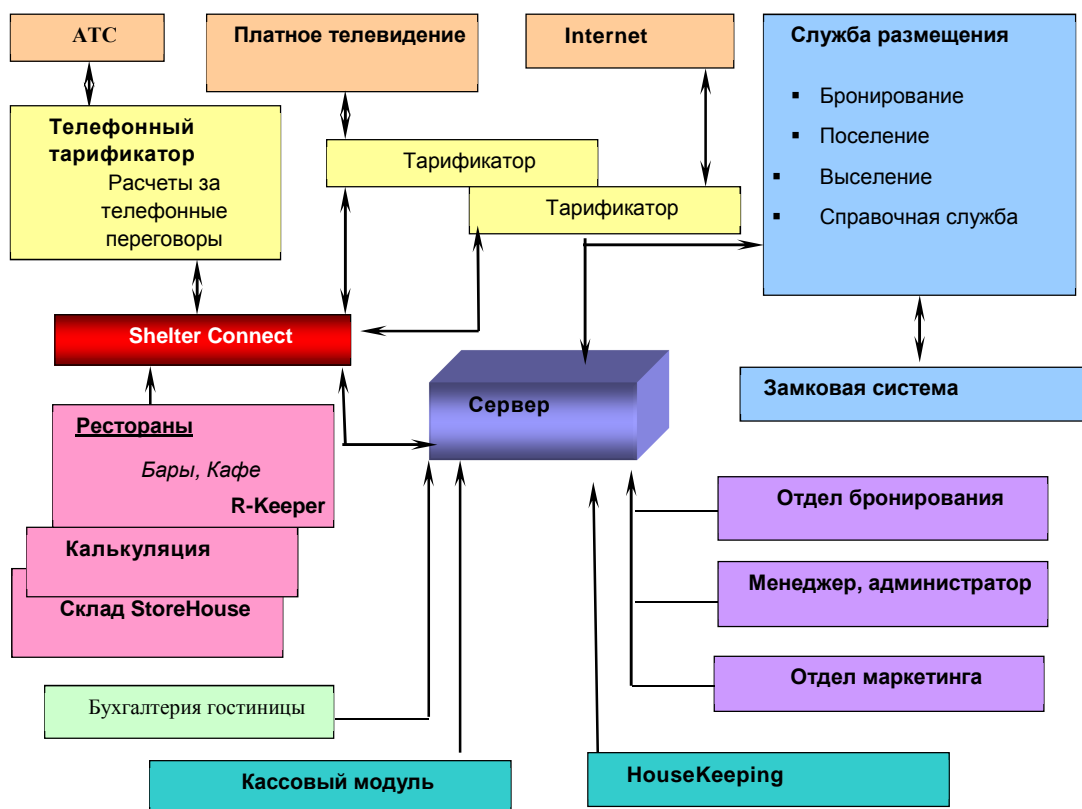 АТС
Платное телевидение
Internet
Служба размещения
▪ Бронирование
▪ Поселение
▪ Выселение
▪ Справочная служба
Телефонный
тарификатор
Расчеты за
телефонные
переговоры
Тарификатор
Тарификатор
Shelter Connect
Сервер
Замковая система
Рестораны
Бары, Кафе
R-Keeper
Калькуляция
Склад StoreHouse
Отдел бронирования
Менеджер, администратор
Отдел маркетинга
Бухгалтерия гостиницы
Кассовый модуль
HouseKeeping